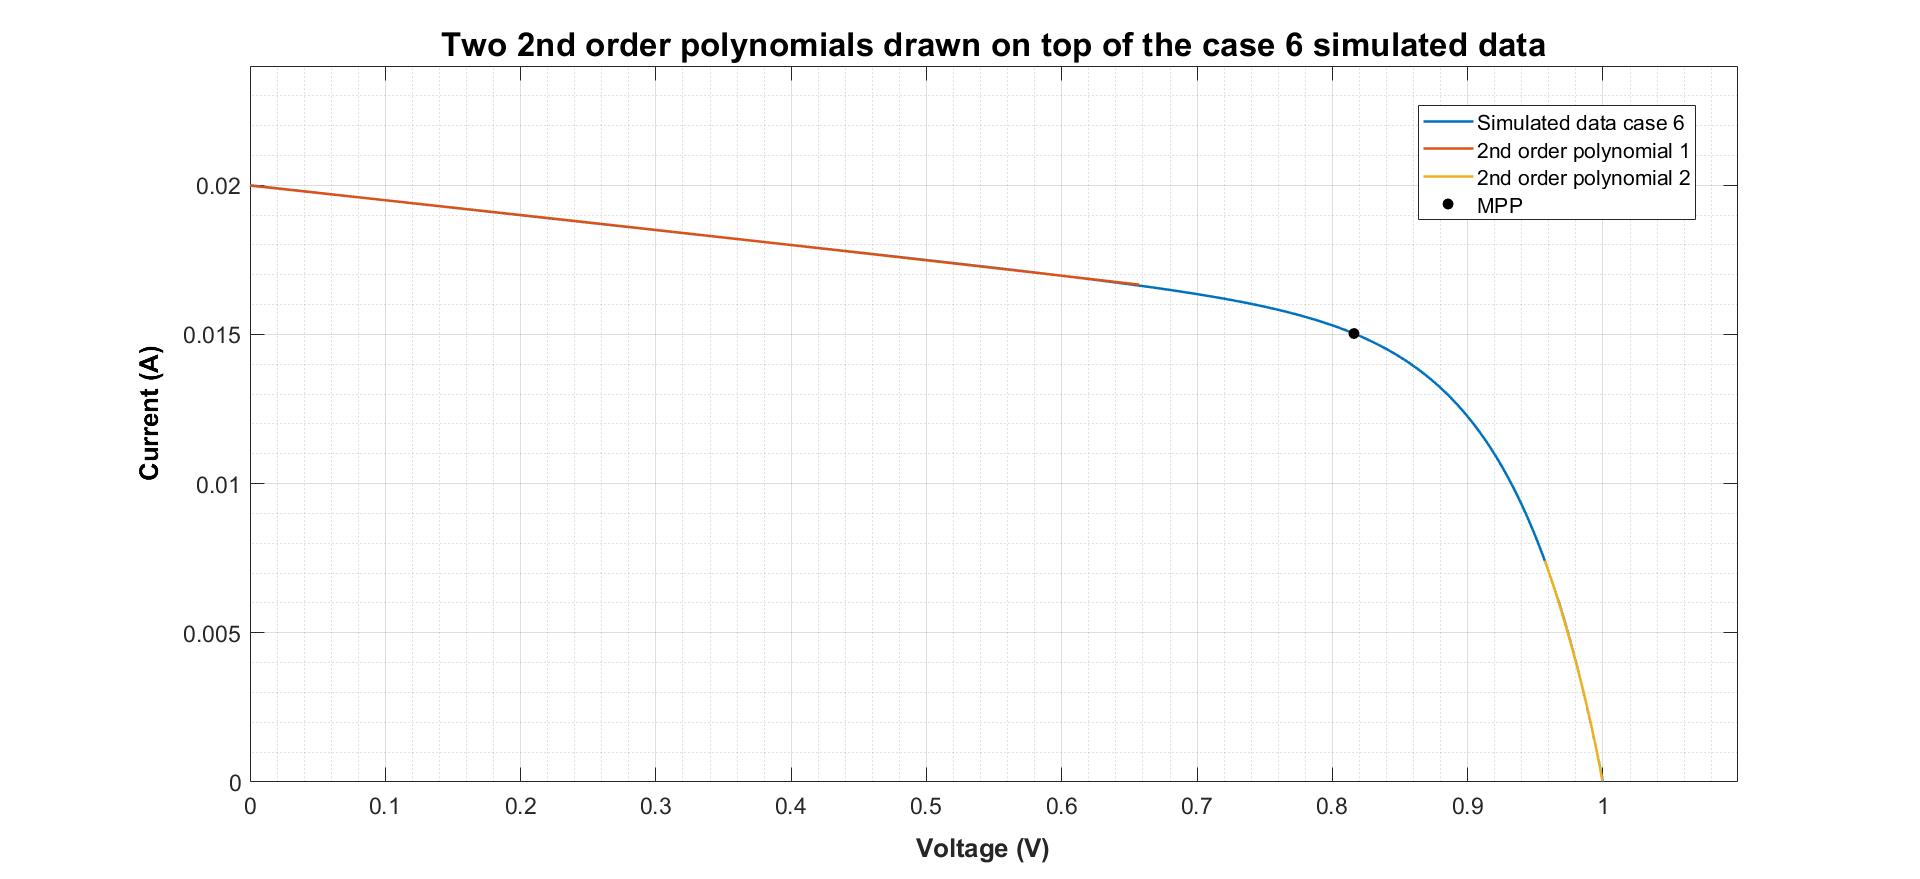 Two 2nd order polynomials drawn on top of the case 6 simulated data
Simulated data case 6
2nd order polynomial 1
2nd order polynomial 2
MPP
0.02
0.015
0.01
0.005
0
Current (A)
0 0.1 0.2 0.3 0.4 0.5 0.6 0.7 0.8 0.9 1
Voltage (V)